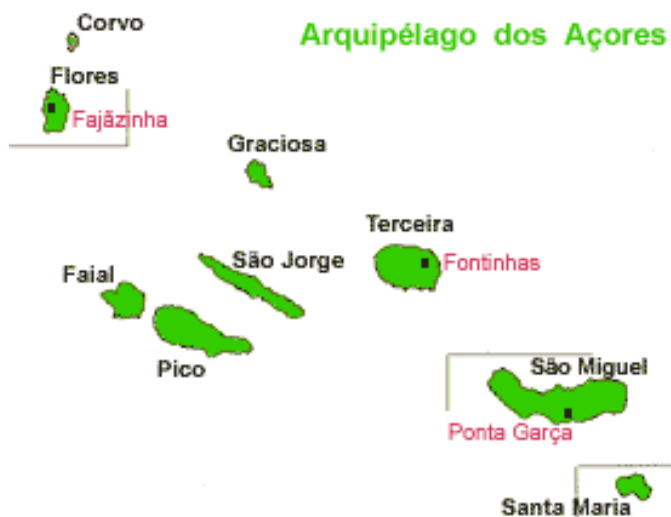 Corvo
Arquipélago dos Açores
Flores
Fajãzinha
Graciosa
Terceira
São Jorge
Fontinhas
Faial
Pico
São Miguel
Ponta Garça
Santa Maria